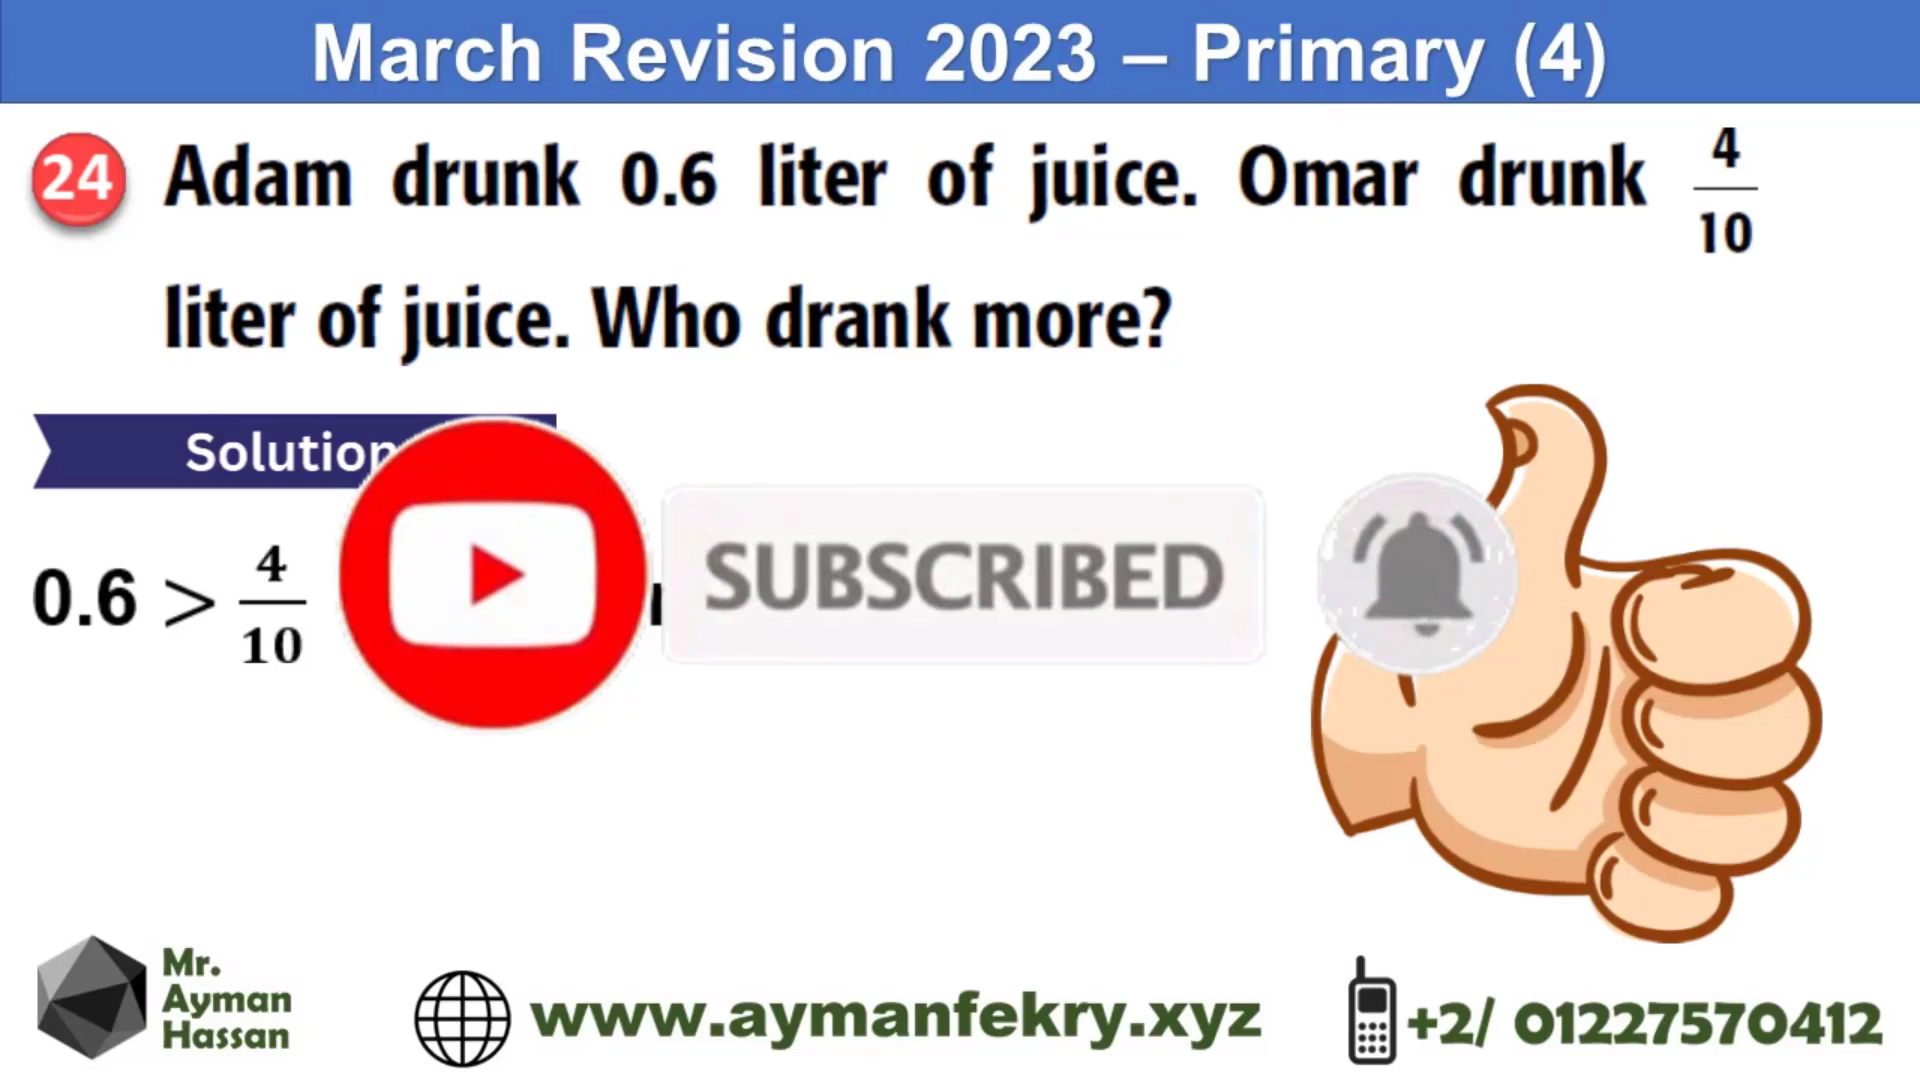 March Revision 2023 – Primary (4)
24 Adam drunk 0.6 liter of juice. Omar drunk 4/10
liter of juice. Who drank more?
Solution
0.6 > 4/10
SUBSCRIBED
Mr.
Ayman
Hassan
www.aymanfekry.xyz
+2/ 01227570412